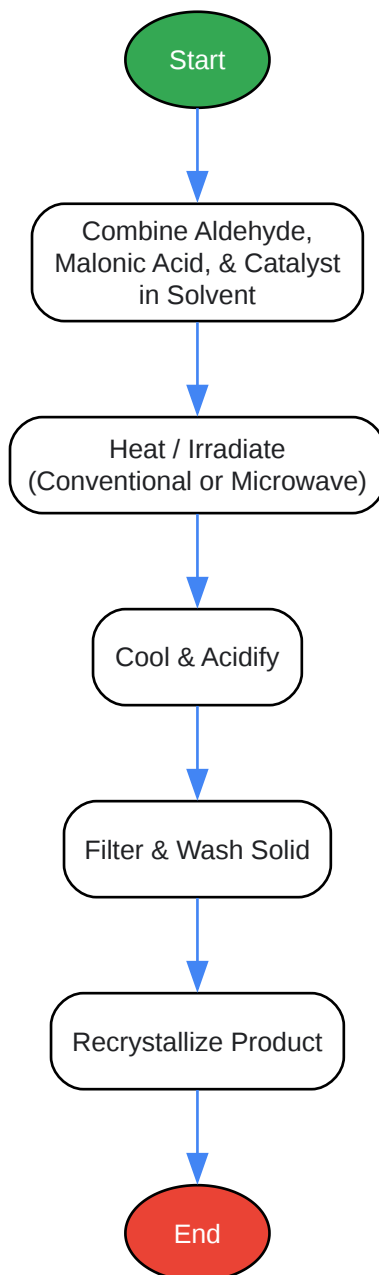 Start
Combine Aldehyde,
Malonic Acid, & Catalyst
in Solvent
Heat / Irradiate
(Conventional or Microwave)
Cool & Acidify
Filter & Wash Solid
Recrystallize Product
End